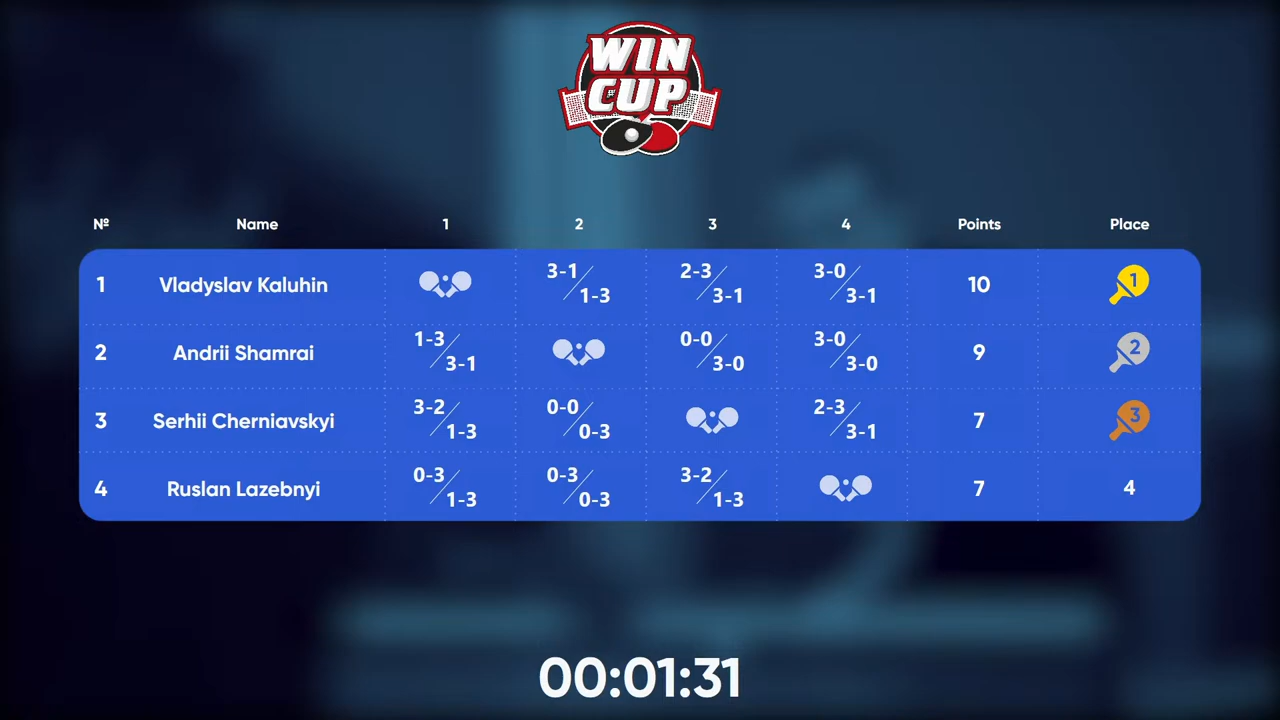 WIN
CUP
№ Name 1 2 3 4 Points Place
1 Vladyslav Kaluhin 3-1/1-3 2-3/3-1 3-0/3-1 10 1
2 Andrii Shamrai 1-3/3-1 0-0/3-0 3-0/3-0 9 2
3 Serhii Cherniavskyi 3-2/1-3 0-0/0-3 2-3/3-1 7 3
4 Ruslan Lazebnyi 0-3/1-3 0-3/0-3 3-2/1-3 7 4
00:01:31